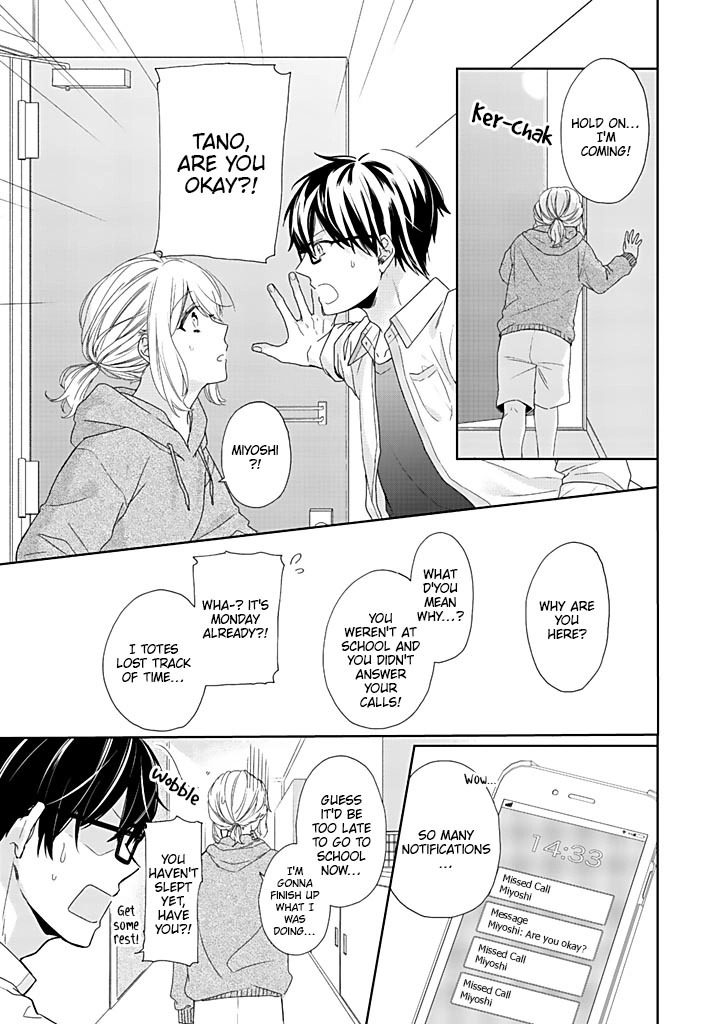 HOLD ON...
I'M
COMING!
Ker-chak
TANO,
ARE YOU
OKAY?!
MIYOSHI
?!
WHY ARE
YOU
HERE?
WHAT
D'YOU
MEAN
WHY...?
YOU
WEREN'T AT
SCHOOL AND
YOU DIDN'T
ANSWER
YOUR
CALLS!
WHA-? IT'S
MONDAY
ALREADY?!
I TOTES
LOST TRACK
OF TIME...
Wow...
SO MANY
NOTIFICATIONS
...
14:33
Missed Call
Miyoshi
Message
Miyoshi: Are you okay?
Missed Call
Miyoshi
Missed Call
Miyoshi
GUESS
IT'D BE
TOO LATE
TO GO TO
SCHOOL
NOW...
I'M
GONNA
FINISH UP
WHAT I
WAS
DOING...
wobble
YOU
HAVEN'T
SLEPT
YET,
HAVE
YOU?!
Get
some
rest!